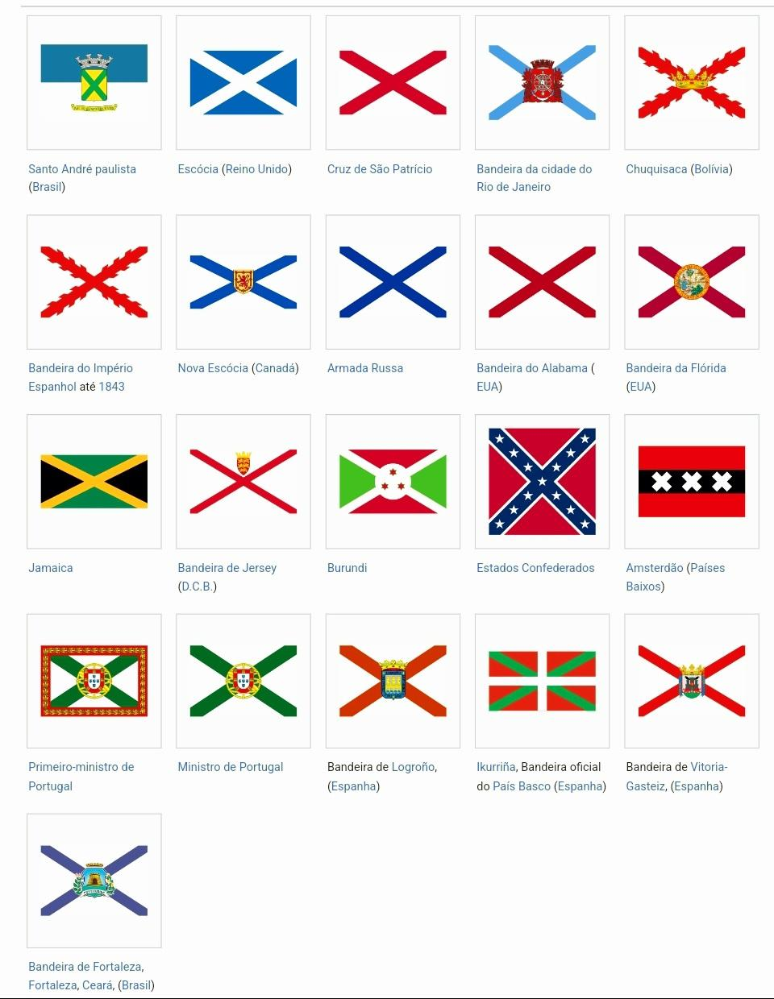 Santo André paulista
(Brasil)
Escócia (Reino Unido)
Cruz de São Patrício
Bandeira da cidade do
Rio de Janeiro
Chuquisaca (Bolívia)
Bandeira do Império
Espanhol até 1843
Nova Escócia (Canadá)
Armada Russa
Bandeira do Alabama (
EUA)
Bandeira da Flórida
(EUA)
Jamaica
Bandeira de Jersey
(D.C.B.)
Burundi
Estados Confederados
Amsterdão (Países
Baixos)
Primeiro-ministro de
Portugal
Ministro de Portugal
Bandeira de Logroño,
(Espanha)
Ikurriña, Bandeira oficial
do País Basco (Espanha)
Bandeira de Vitoria-
Gasteiz, (Espanha)
Bandeira de Fortaleza,
Fortaleza, Ceará, (Brasil)